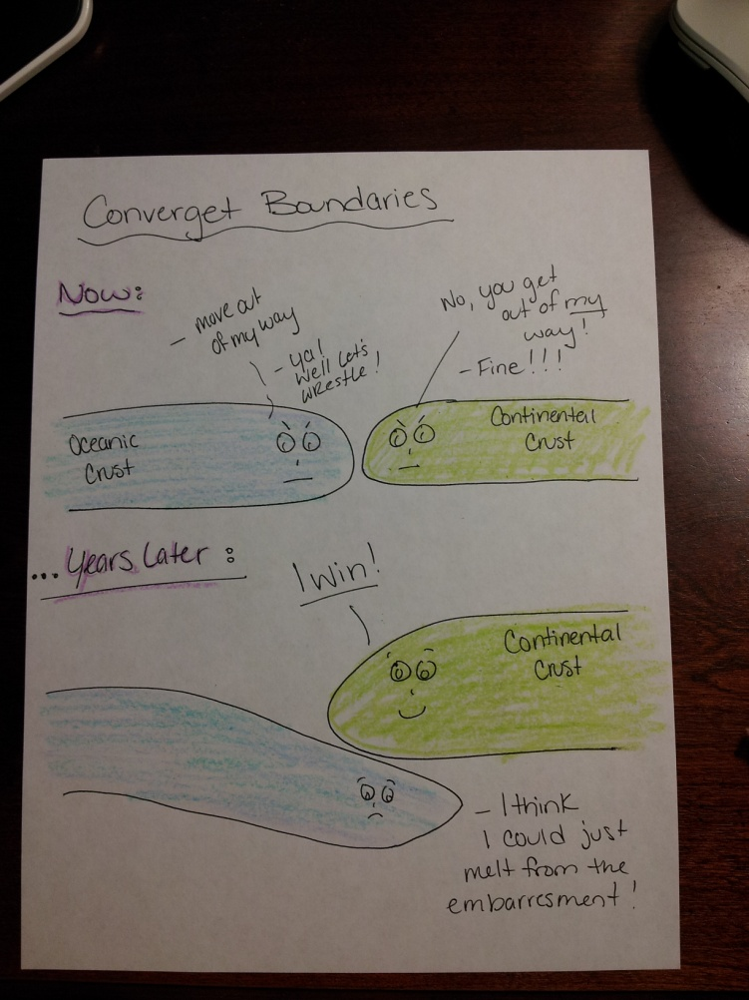 Converget Boundaries
Now:
- move out
of my way
No, you get
out of my
way!
- ya!
Well let's
wrestle!
- Fine!!!
Oceanic
Crust
Continental
Crust
... Years Later:
I win!
Continental
Crust
- I think
I could just
melt from the
embarresment!